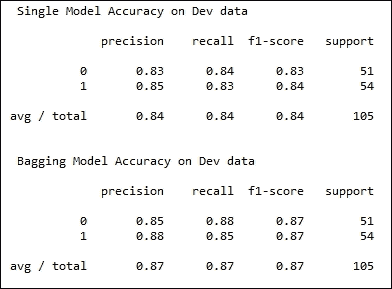 Single Model Accuracy on Dev data
precision recall f1-score support
0 0.83 0.84 0.83 51
1 0.85 0.83 0.84 54
avg / total 0.84 0.84 0.84 105
Bagging Model Accuracy on Dev data
precision recall f1-score support
0 0.85 0.88 0.87 51
1 0.88 0.85 0.87 54
avg / total 0.87 0.87 0.87 105